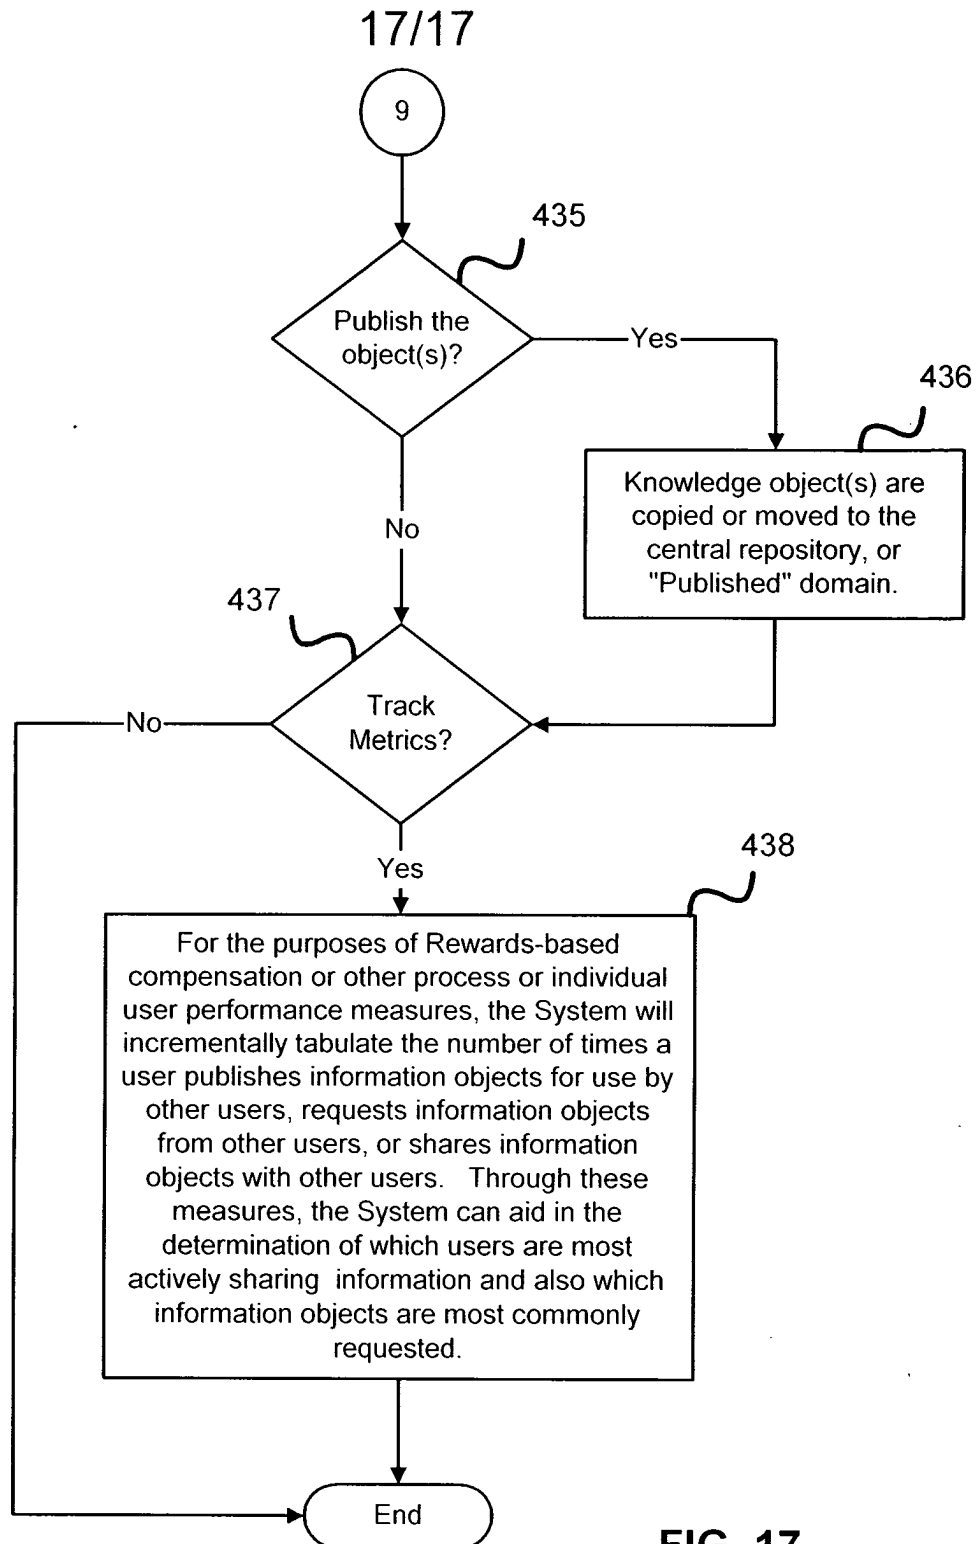 17/17
9
435
Publish the
object(s)?
Yes
436
Knowledge object(s) are
copied or moved to the
central repository, or
"Published" domain.
No
437
Track
Metrics?
No
Yes
438
For the purposes of Rewards-based
compensation or other process or individual
user performance measures, the System will
incrementally tabulate the number of times a
user publishes information objects for use by
other users, requests information objects
from other users, or shares information
objects with other users. Through these
measures, the System can aid in the
determination of which users are most
actively sharing information and also which
information objects are most commonly
requested.
End
FIG. 17